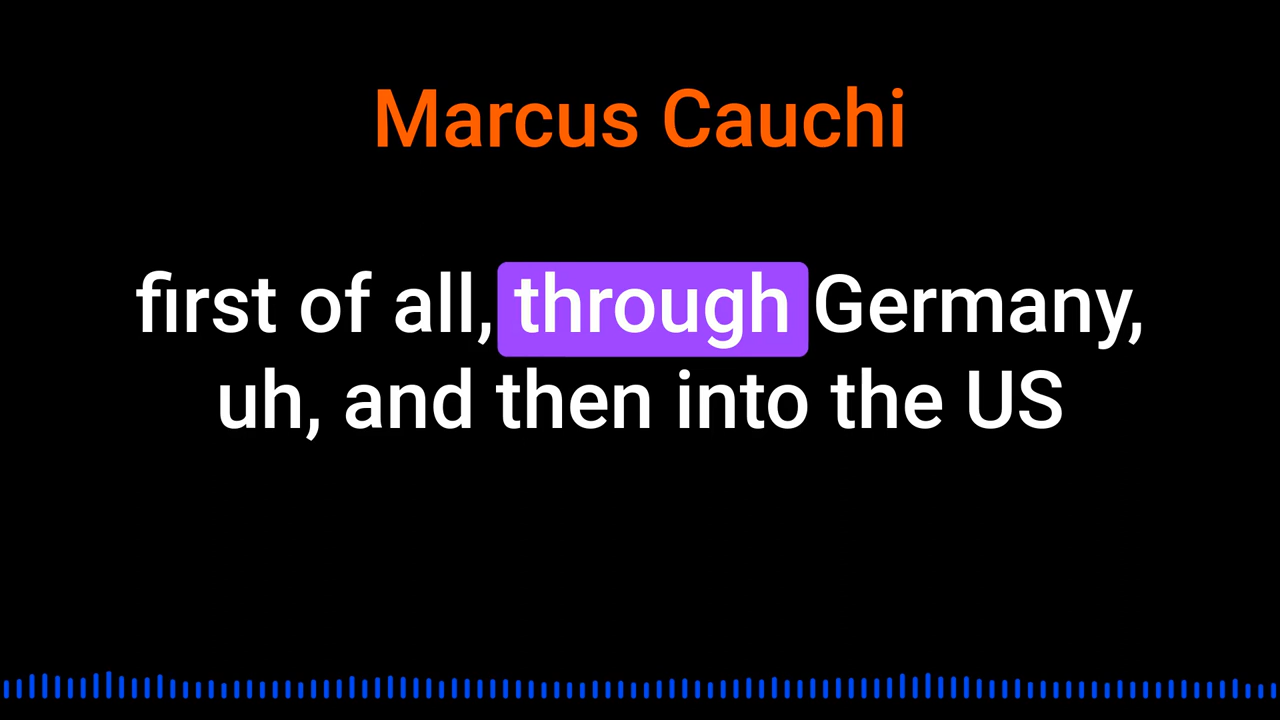 Marcus Cauchi
first of all, through Germany,
uh, and then into the US